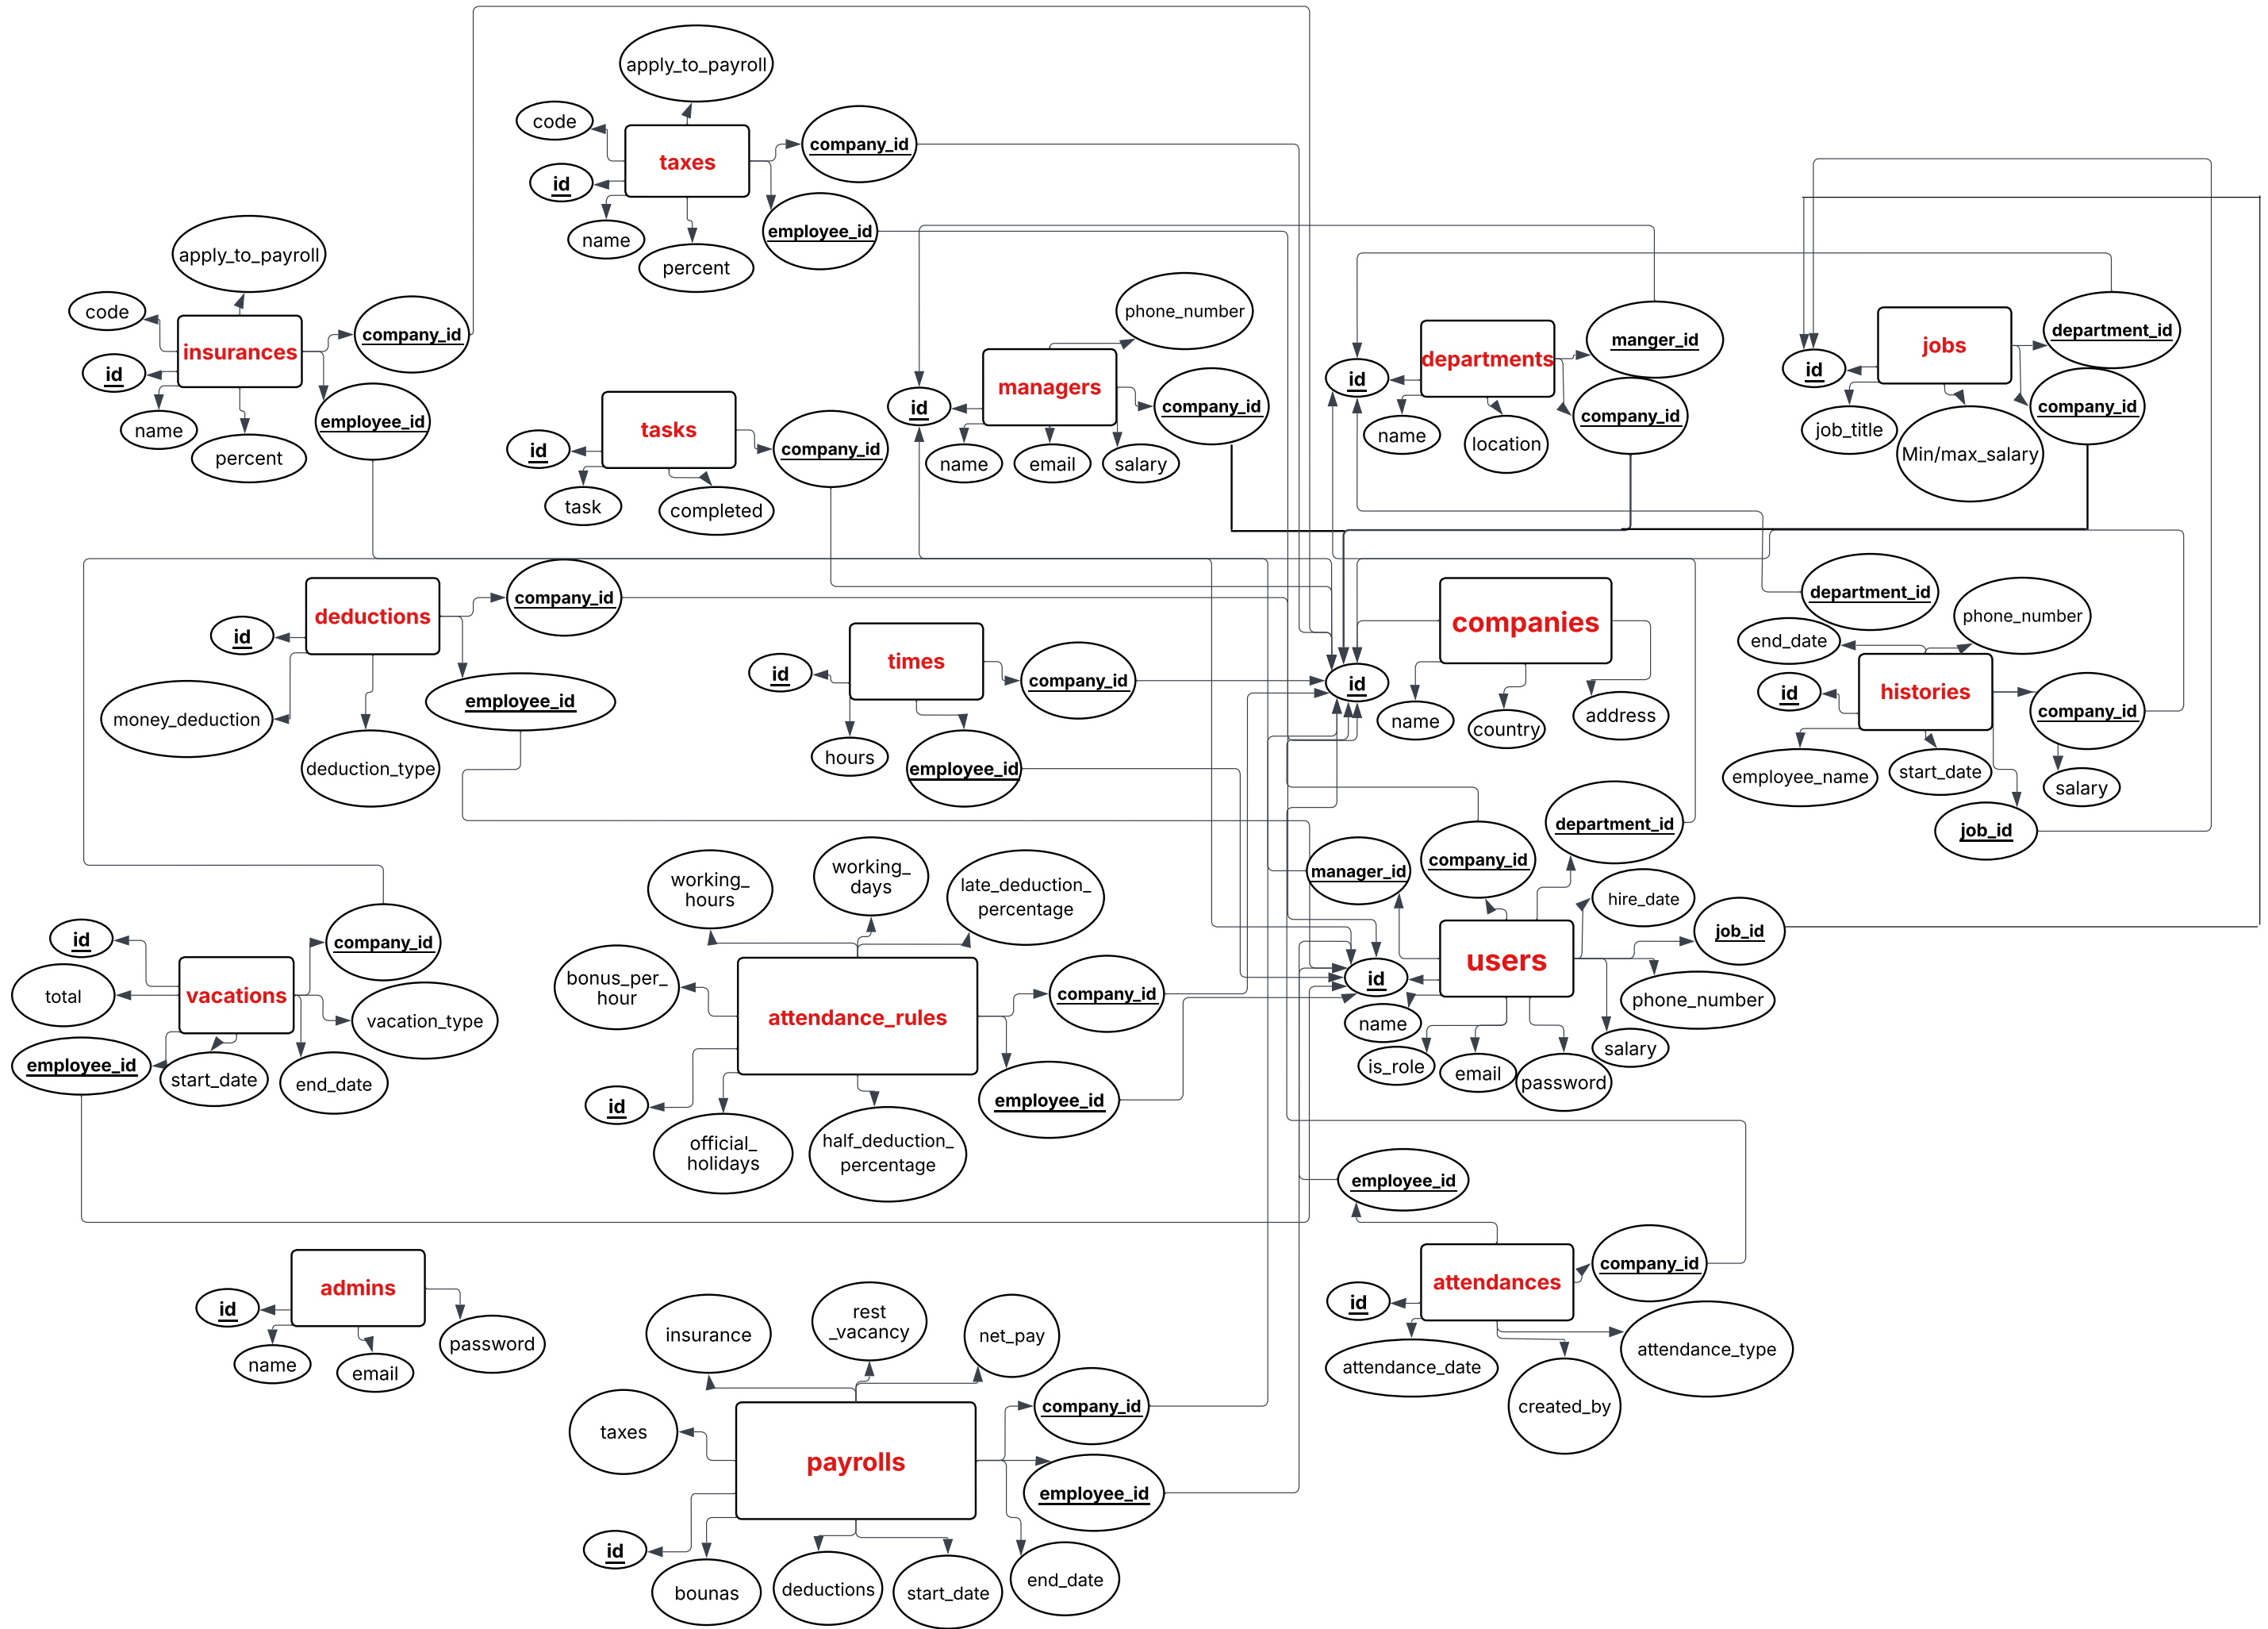 apply_to_payroll
code
taxes
company_id
id
employee_id
name
percent
apply_to_payroll
code
insurances
company_id
id
employee_id
name
percent
tasks
id
company_id
task
completed
phone_number
managers
id
company_id
name
email
salary
manger_id
departments
id
company_id
name
location
department_id
jobs
id
company_id
job_title
Min/max_salary
company_id
deductions
id
employee_id
money_deduction
deduction_type
times
id
company_id
hours
employee_id
companies
id
name
country
address
department_id
phone_number
end_date
histories
id
company_id
employee_name
start_date
salary
job_id
id
company_id
total
vacations
vacation_type
employee_id
start_date
end_date
working_
hours
working_
days
late_deduction_
percentage
bonus_per_
hour
attendance_rules
company_id
id
employee_id
official_
holidays
half_deduction_
percentage
department_id
manager_id
company_id
hire_date
job_id
users
id
name
phone_number
is_role
email
password
salary
employee_id
attendances
company_id
id
attendance_date
attendance_type
created_by
admins
id
name
email
password
insurance
rest
_vacancy
net_pay
taxes
payrolls
company_id
employee_id
id
bounas
deductions
start_date
end_date